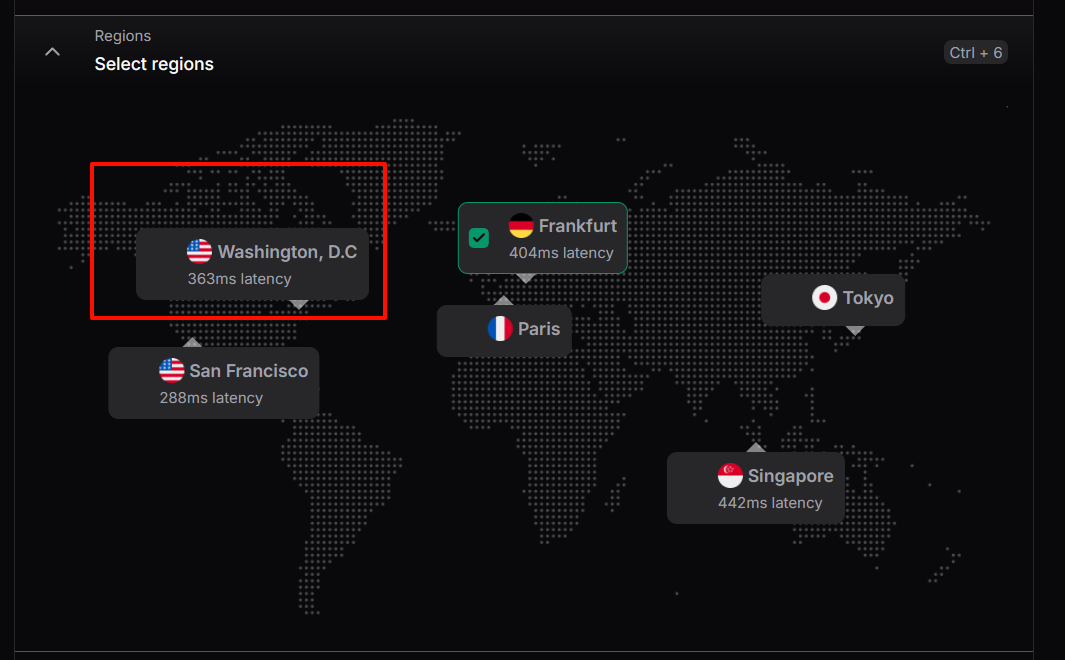 Regions
Select regions
Ctrl + 6
Washington, D.C
363ms latency
Frankfurt
404ms latency
Tokyo
Paris
San Francisco
288ms latency
Singapore
442ms latency